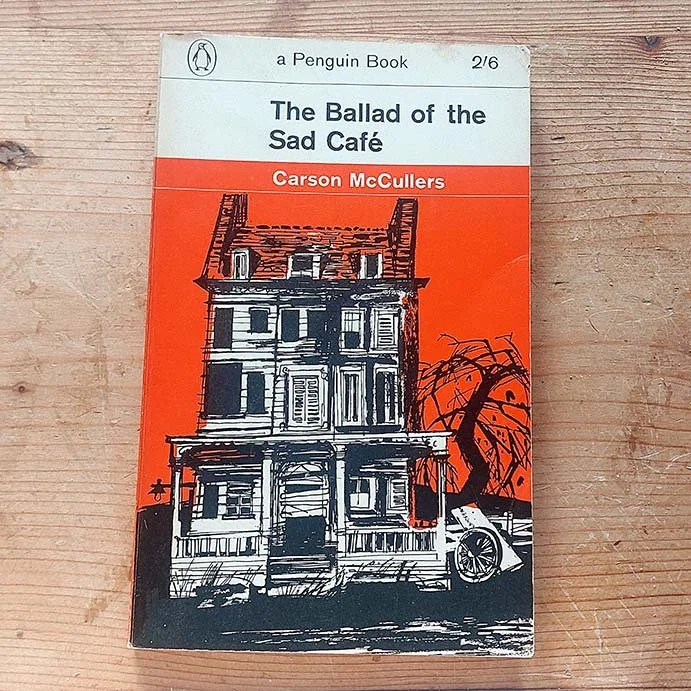 a Penguin Book 2/6
The Ballad of the
Sad Café
Carson McCullers